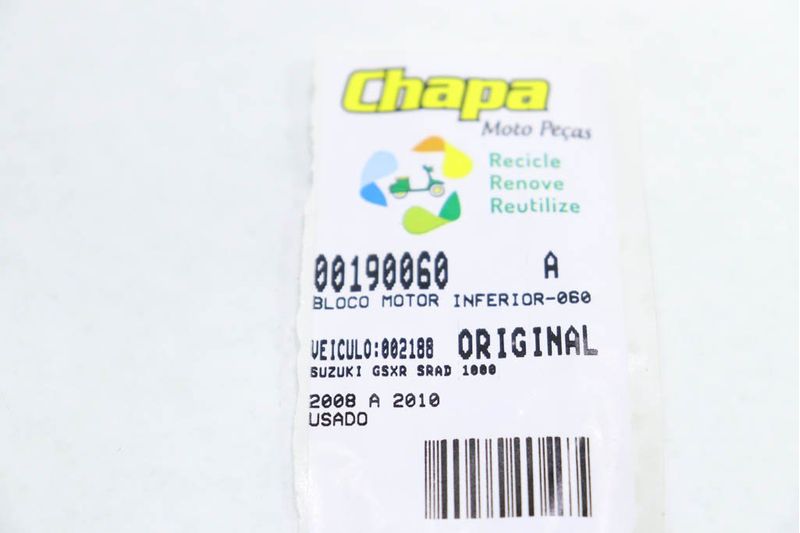 Chapa
Moto Peças
Recicle
Renove
Reutilize
00190060 A
BLOCO MOTOR INFERIOR-060
VEICULO:002188 ORIGINAL
SUZUKI GSXR SRAD 1000
2008 A 2010
USADO